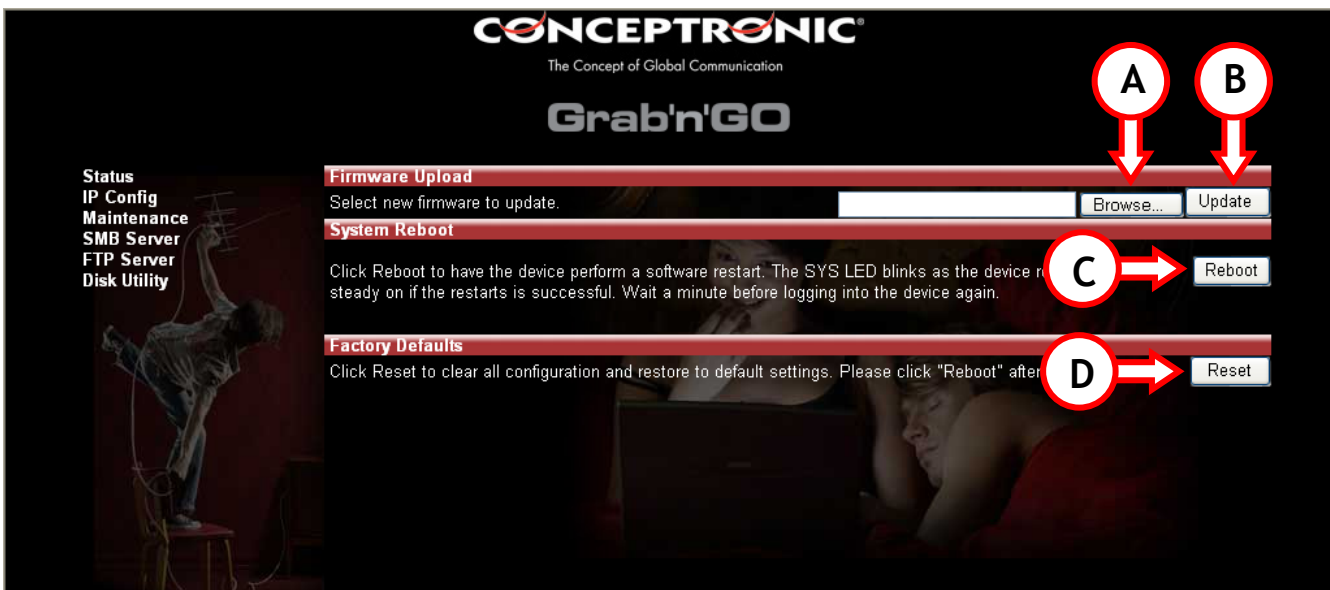 CONCEPTRONIC®
The Concept of Global Communication
Grab'n'GO
A
B
Status
IP Config
Maintenance
SMB Server
FTP Server
Disk Utility
Firmware Upload
Select new firmware to update.
Browse...
Update
System Reboot
Click Reboot to have the device perform a software restart. The SYS LED blinks as the device
steady on if the restarts is successful. Wait a minute before logging into the device again.
C
Reboot
Factory Defaults
Click Reset to clear all configuration and restore to default settings. Please click "Reboot" after
D
Reset